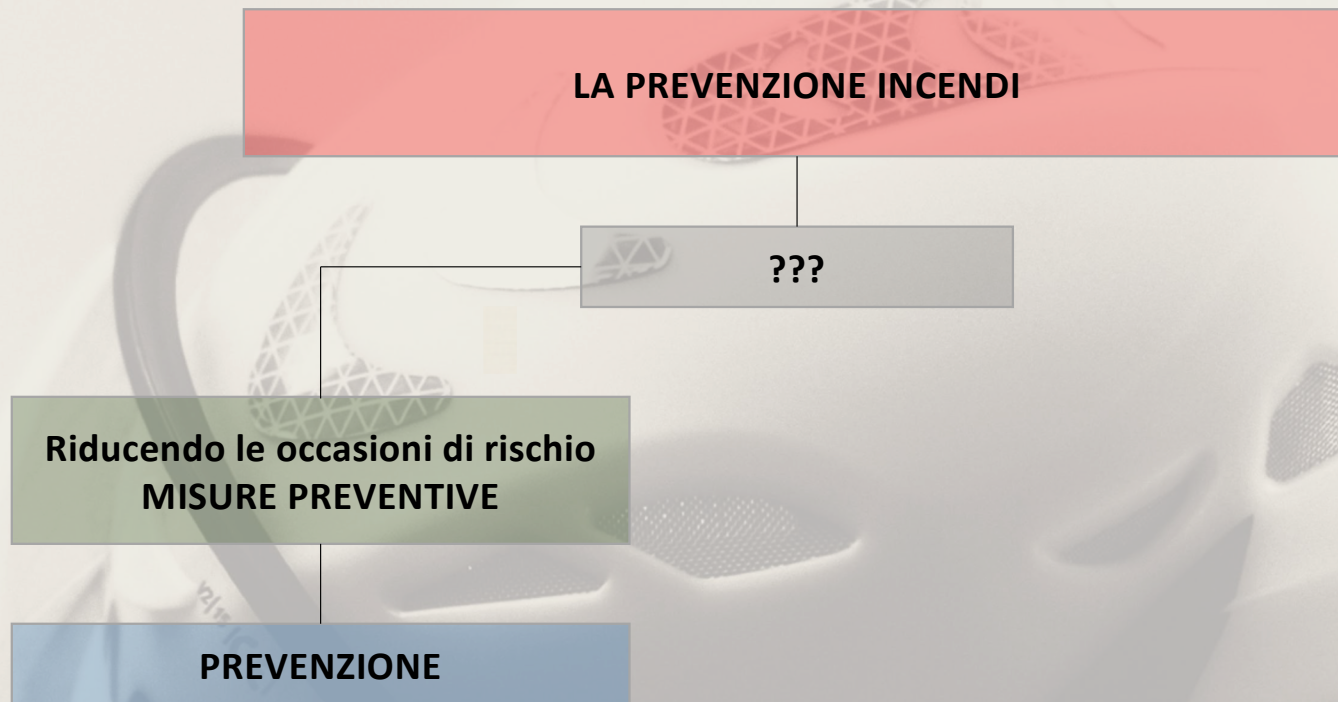 LA PREVENZIONE INCENDI
???
Riducendo le occasioni di rischio
MISURE PREVENTIVE
PREVENZIONE